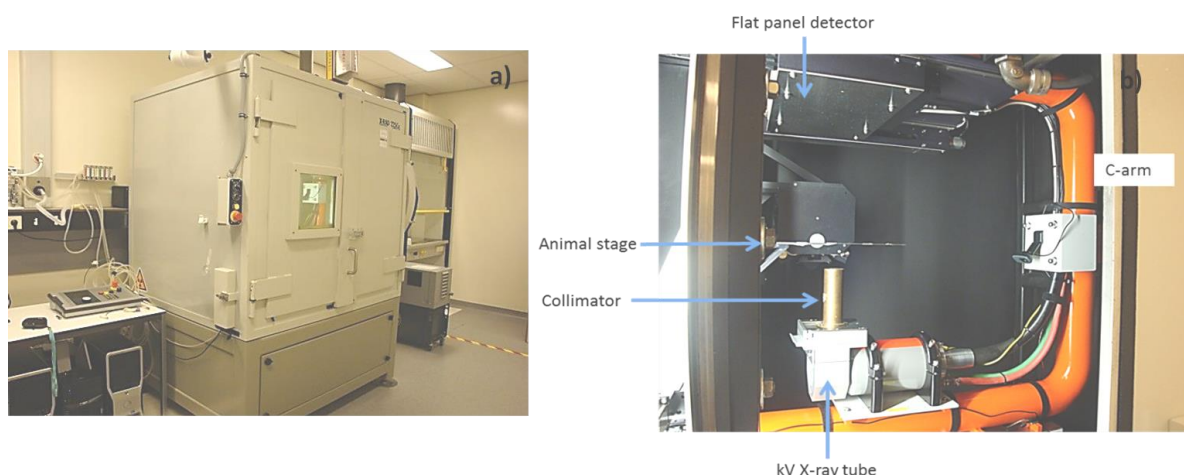 Flat panel detector
a)
b)
C-arm
Animal stage
Collimator
kV X-ray tube